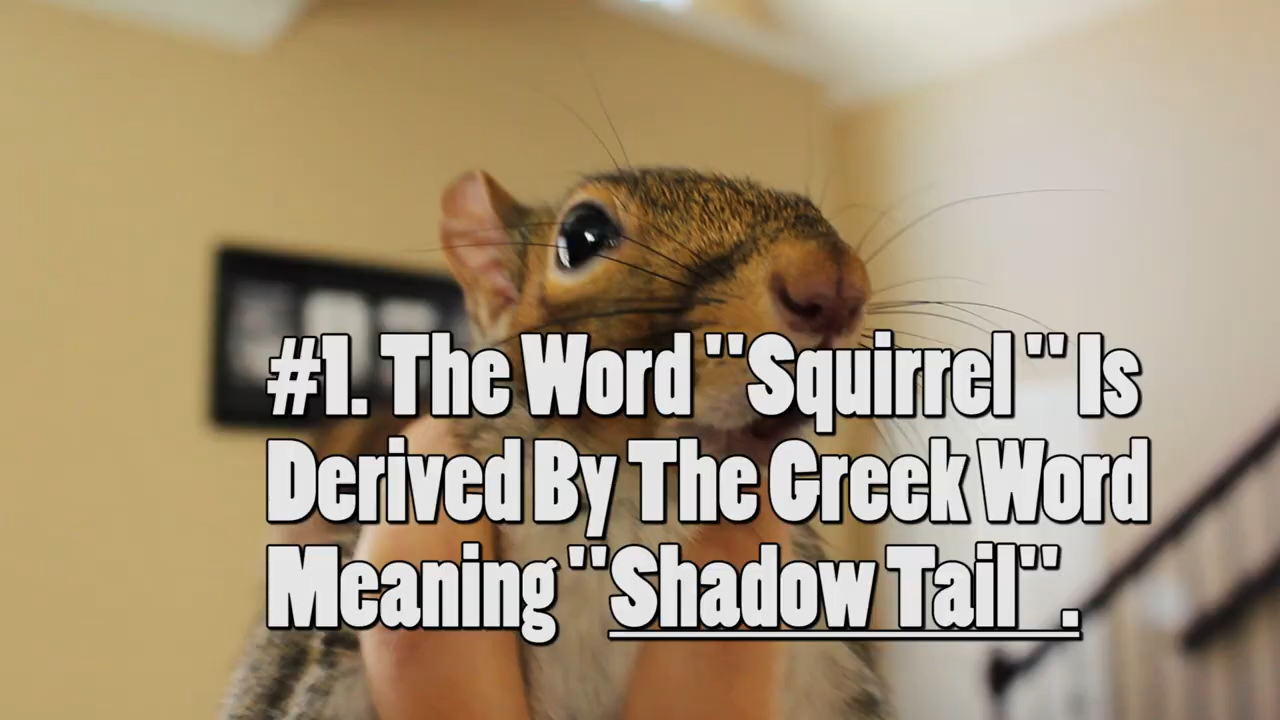 #1. The Word "Squirrel " Is
Derived By The Greek Word
Meaning "Shadow Tail".